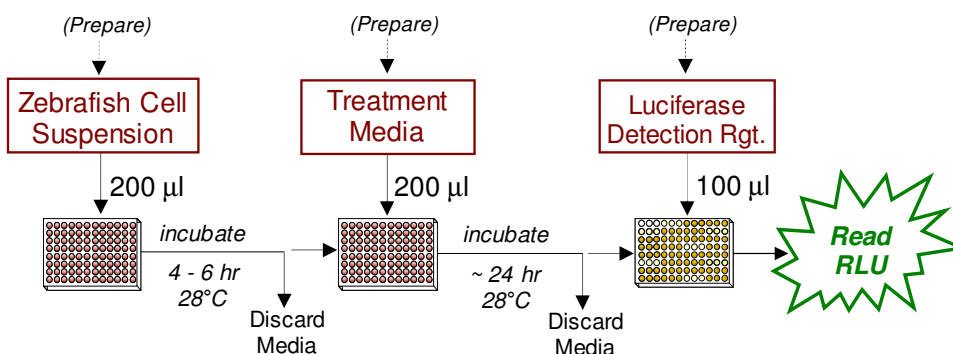 (Prepare)
(Prepare)
(Prepare)
Zebrafish Cell
Suspension
Treatment
Media
Luciferase
Detection Rgt.
200 µl
200 µl
100 µl
incubate
4 - 6 hr
28°C
Discard
Media
incubate
~ 24 hr
28°C
Discard
Media
Read
RLU